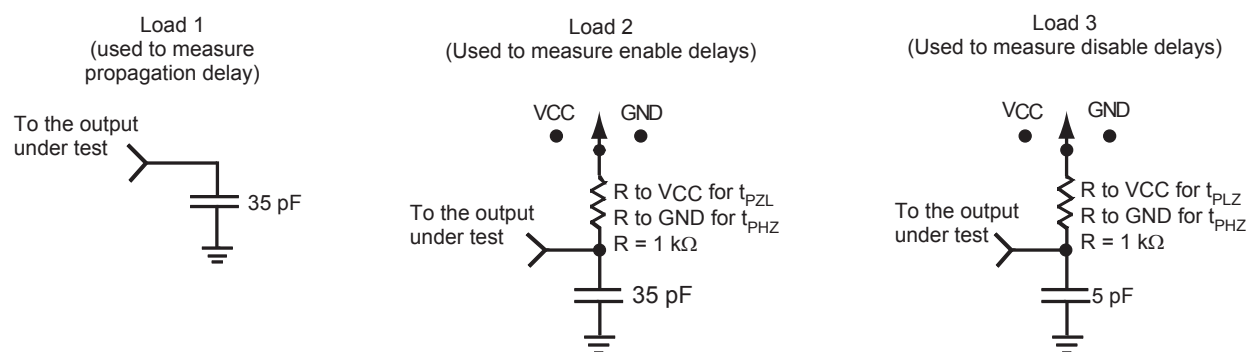 Load 1
(used to measure
propagation delay)
To the output
under test
35 pF
Load 2
(Used to measure enable delays)
VCC
GND
R to VCC for tPZL
R to GND for tPHZ
R = 1 kΩ
To the output
under test
35 pF
Load 3
(Used to measure disable delays)
VCC
GND
R to VCC for tPLZ
R to GND for tPHZ
R = 1 kΩ
To the output
under test
5 pF